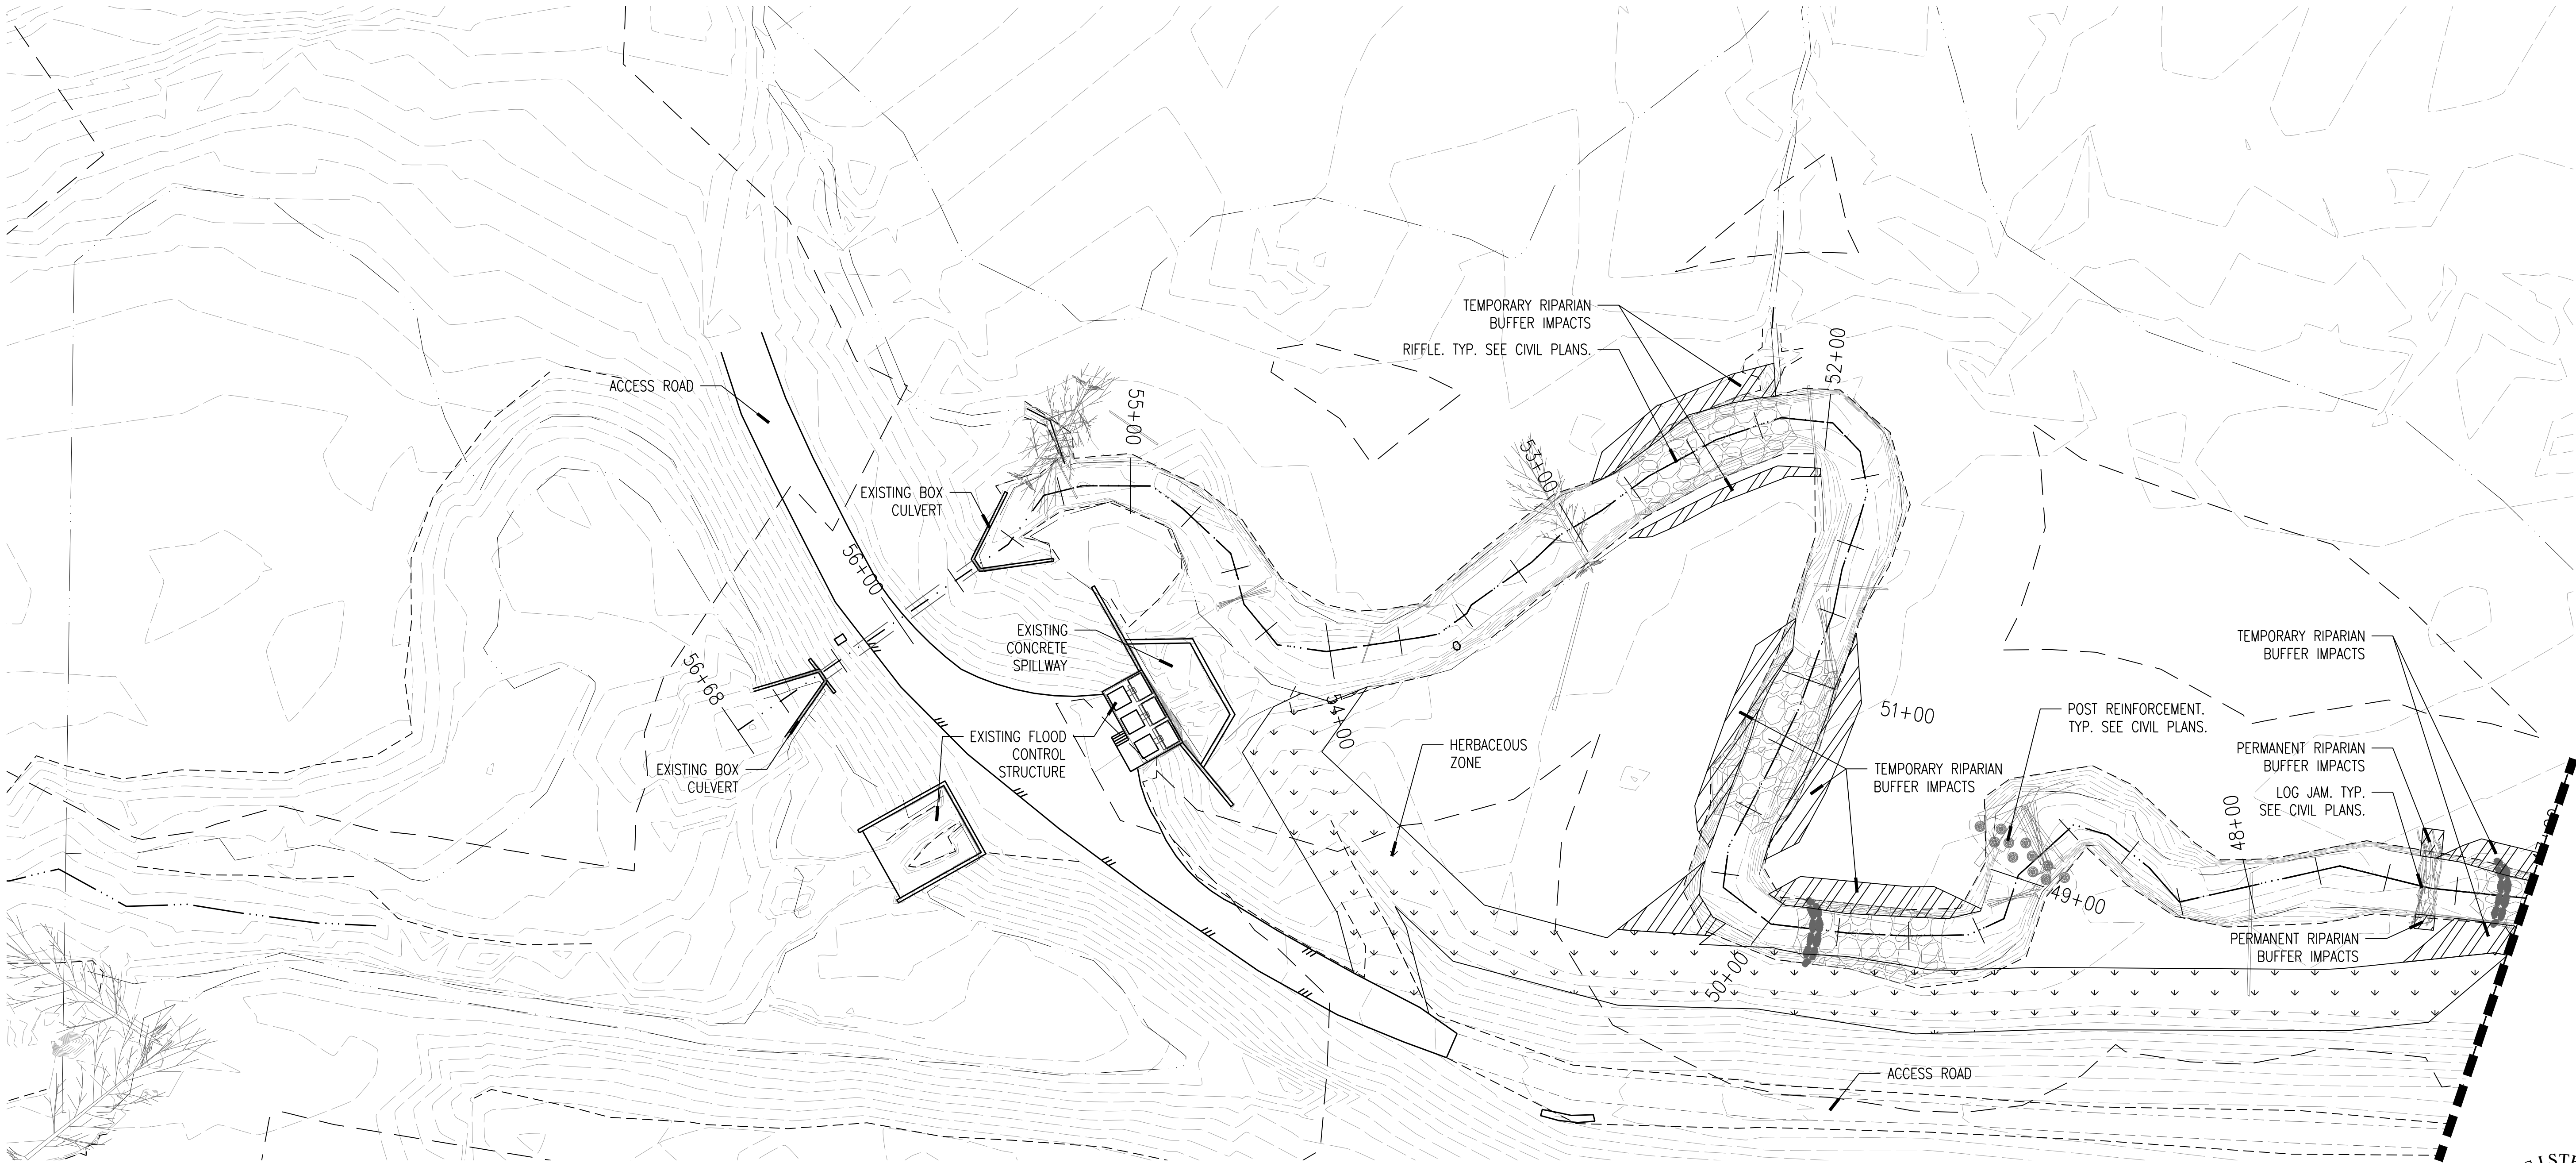 TEMPORARY RIPARIAN
BUFFER IMPACTS
RIFFLE. TYP. SEE CIVIL PLANS.
52+00
ACCESS ROAD
55+00
53+00
EXISTING BOX
CULVERT
56+00
EXISTING
CONCRETE
SPILLWAY
56+68
EXISTING BOX
CULVERT
EXISTING FLOOD
CONTROL
STRUCTURE
54+00
HERBACEOUS
ZONE
51+00
TEMPORARY RIPARIAN
BUFFER IMPACTS
TEMPORARY RIPARIAN
BUFFER IMPACTS
POST REINFORCEMENT.
TYP. SEE CIVIL PLANS.
PERMANENT RIPARIAN
BUFFER IMPACTS
LOG JAM. TYP.
SEE CIVIL PLANS.
48+00
49+00
PERMANENT RIPARIAN
BUFFER IMPACTS
50+00
ACCESS ROAD